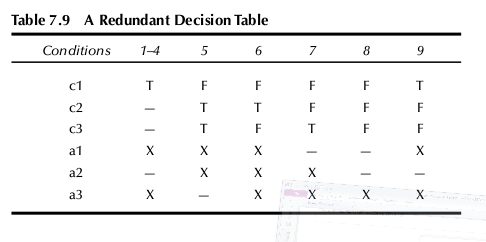 Table 7.9 A Redundant Decision Table
Conditions 1–4 5 6 7 8 9
c1 T F F F F T
c2 — T T F F F
c3 — T F T F F
a1 X X X — — X
a2 — X X X — —
a3 X — X X X X